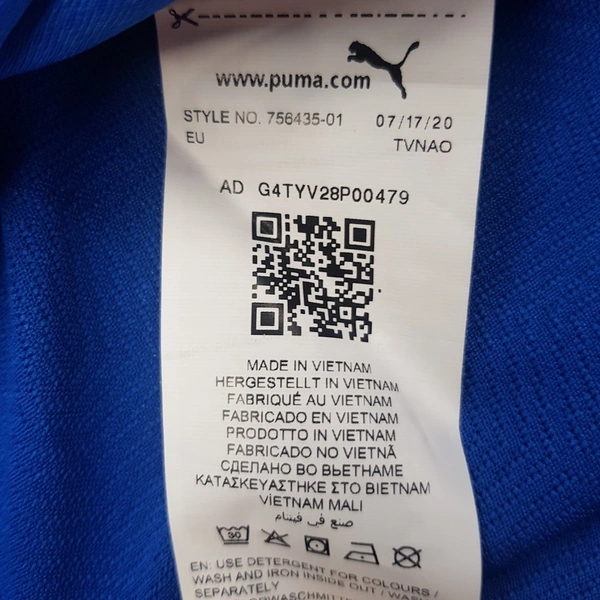 www.puma.com
STYLE NO. 756435-01 07/17/20
EU TVNAO
AD G4TYV28P00479
MADE IN VIETNAM
HERGESTELLT IN VIETNAM
FABRIQUÉ AU VIETNAM
FABRICADO EN VIETNAM
PRODOTTO IN VIETNAM
FABRICADO NO VIETNÃ
СДЕЛАНО ВО ВЬЕТНАМЕ
ΚΑΤΑΣΚΕΥΑΣΤΗΚΕ ΣΤΟ ΒΙΕΤΝΑΜ
VİETNAM MALI
صنع في فيتنام
30
EN: USE DETERGENT FOR COLOURS /
WASH AND IRON INSIDE OUT / WASH
SEPARATELY